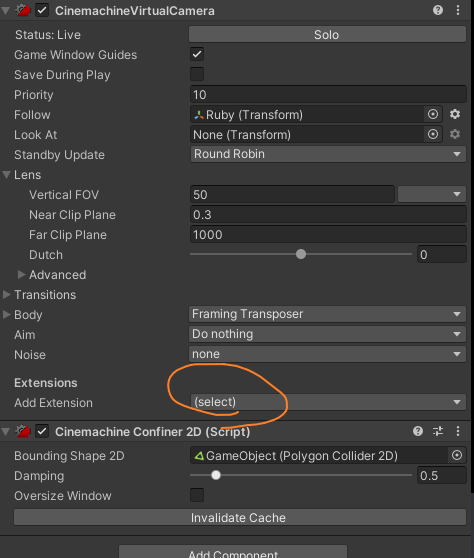 CinemachineVirtualCamera
Status: Live Solo
Game Window Guides
Save During Play
Priority 10
Follow Ruby (Transform)
Look At None (Transform)
Standby Update Round Robin
Lens
Vertical FOV 50
Near Clip Plane 0.3
Far Clip Plane 1000
Dutch 0
Advanced
Transitions
Body Framing Transposer
Aim Do nothing
Noise none
Extensions
Add Extension (select)
Cinemachine Confiner 2D (Script)
Bounding Shape 2D GameObject (Polygon Collider 2D)
Damping 0.5
Oversize Window
Invalidate Cache
Add Component